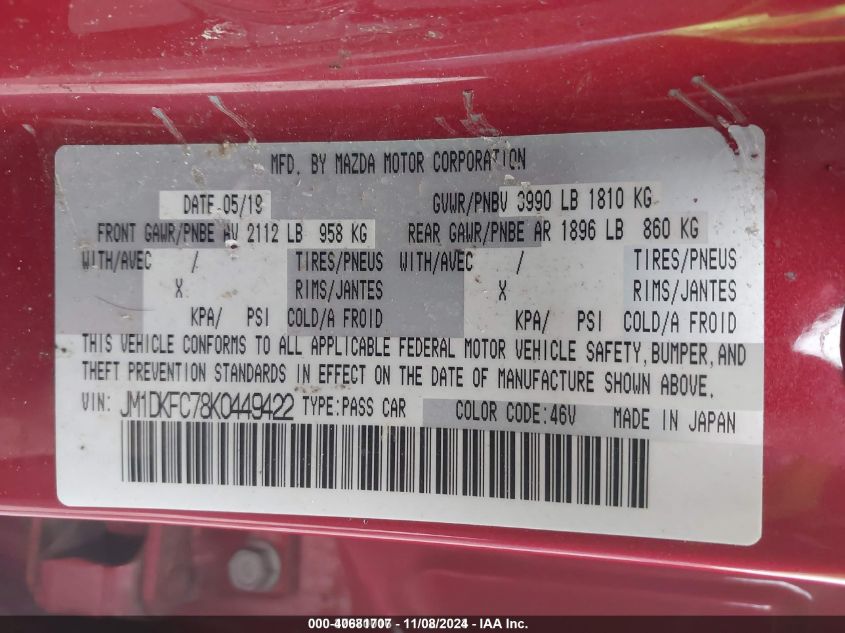 MFD. BY MAZDA MOTOR CORPORATION
DATE 05/18 GVWR/PNBV 3990 LB 1810 KG
FRONT GAWR/PNBE AV 2112 LB 958 KG REAR GAWR/PNBE AR 1896 LB 860 KG
WITH/AVEC / TIRES/PNEUS WITH/AVEC / TIRES/PNEUS
X RIMS/JANTES X RIMS/JANTES
KPA/ PSI COLD/A FROID KPA/ PSI COLD/A FROID
THIS VEHICLE CONFORMS TO ALL APPLICABLE FEDERAL MOTOR VEHICLE SAFETY, BUMPER, AND
THEFT PREVENTION STANDARDS IN EFFECT ON THE DATE OF MANUFACTURE SHOWN ABOVE.
VIN: JM1DKFC78K0449422 TYPE:PASS CAR COLOR CODE:46V MADE IN JAPAN
11/08/2024 - IAA Inc.